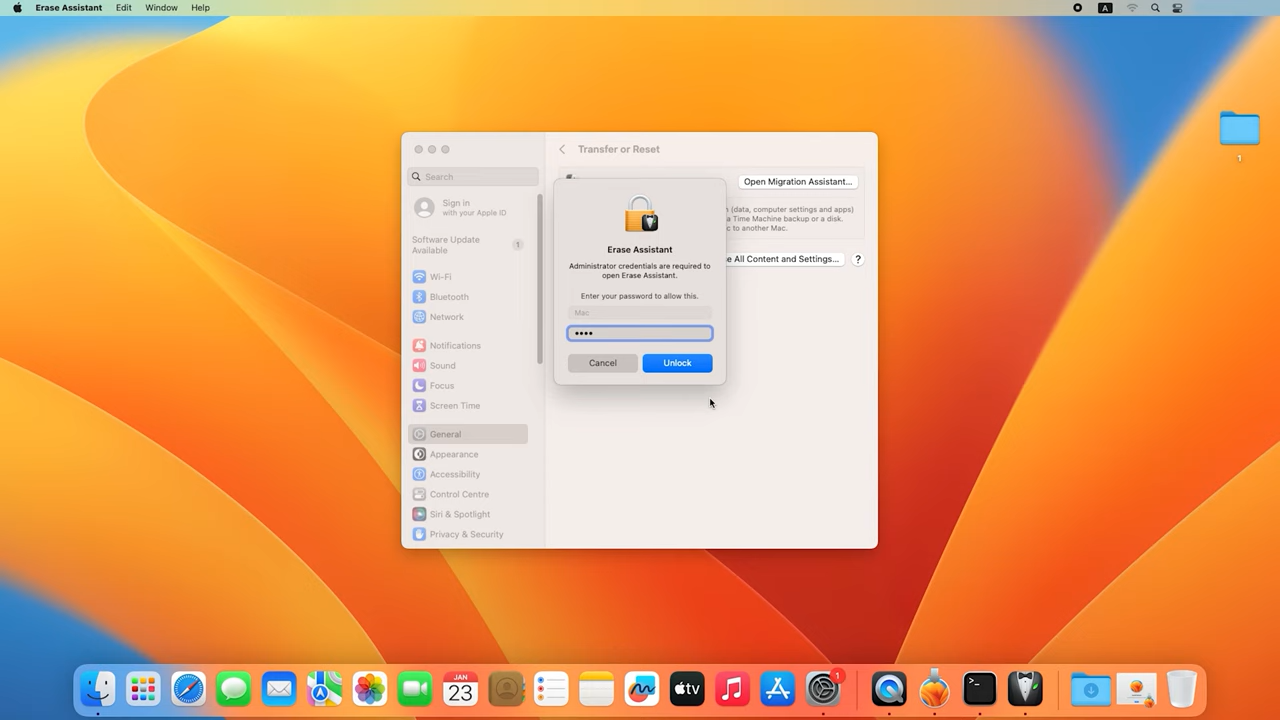 Erase Assistant Edit Window Help
A
1
Transfer or Reset
Search
Open Migration Assistant...
Sign in
with your Apple ID
(data, computer settings and apps)
a Time Machine backup or a disk.
to another Mac.
Software Update
Available
1
e All Content and Settings... ?
Erase Assistant
Administrator credentials are required to
open Erase Assistant.
Enter your password to allow this.
Mac
••••
Cancel Unlock
Wi-Fi
Bluetooth
Network
Notifications
Sound
Focus
Screen Time
General
Appearance
Accessibility
Control Centre
Siri & Spotlight
Privacy & Security
JAN
23
tv
1
>_